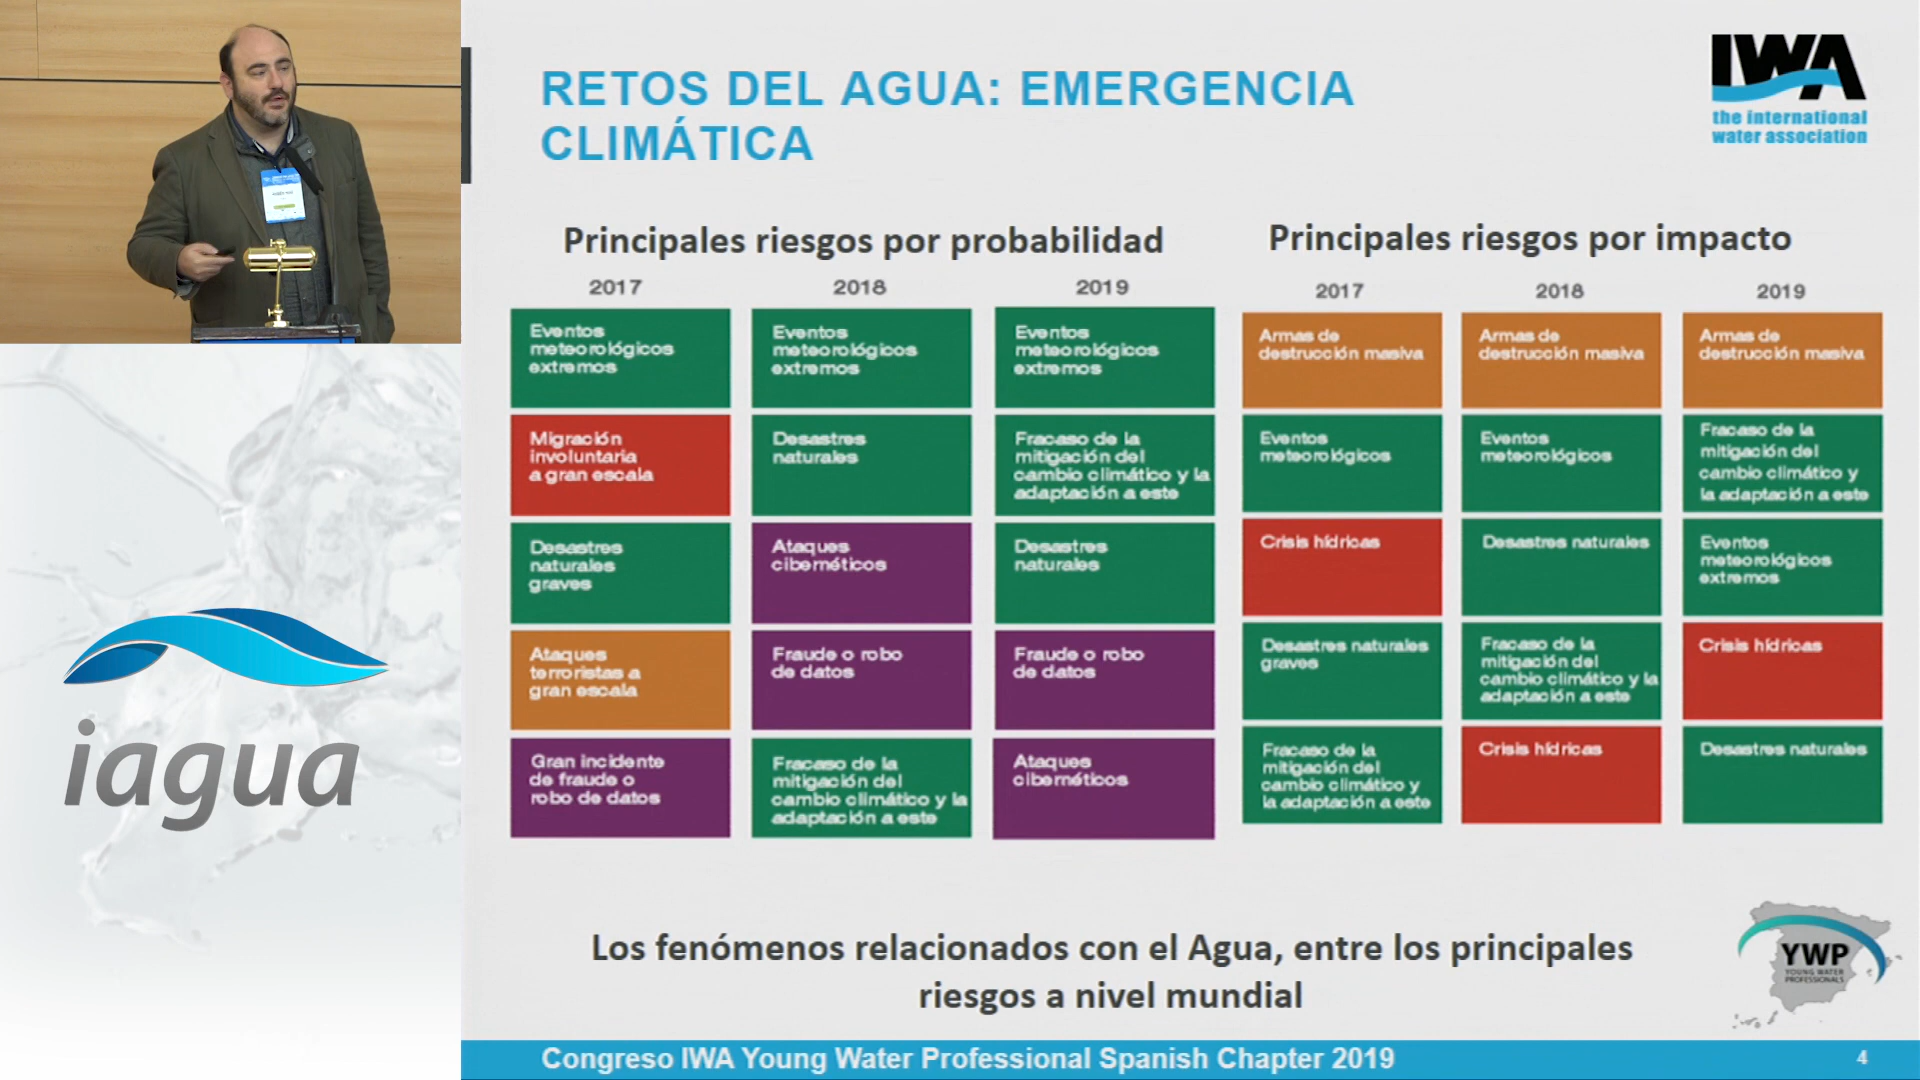 RETOS DEL AGUA: EMERGENCIA
CLIMÁTICA
IWA
the international
water association
Principales riesgos por probabilidad
2017
2018
2019
Eventos
meteorológicos
extremos
Eventos
meteorológicos
extremos
Eventos
meteorológicos
extremos
Migración
involuntaria
a gran escala
Desastres
naturales
Fracaso de la
mitigación del
cambio climático y la
adaptación a este
Desastres
naturales
graves
Ataques
cibernéticos
Desastres
naturales
Ataques
terroristas a
gran escala
Fraude o robo
de datos
Fraude o robo
de datos
Gran incidente
de fraude o
robo de datos
Fracaso de la
mitigación del
cambio climático y la
adaptación a este
Ataques
cibernéticos
Principales riesgos por impacto
2017
2018
2019
Armas de
destrucción masiva
Armas de
destrucción masiva
Armas de
destrucción masiva
Eventos
meteorológicos
Eventos
meteorológicos
Fracaso de la
mitigación del
cambio climático y
la adaptación a este
Crisis hídricas
Desastres naturales
Eventos
meteorológicos
extremos
Desastres naturales
graves
Fracaso de la
mitigación del
cambio climático y la
adaptación a este
Crisis hídricas
Fracaso de la
mitigación del
cambio climático y
la adaptación a este
Crisis hídricas
Desastres naturales
Los fenómenos relacionados con el Agua, entre los principales
riesgos a nivel mundial
YWP
YOUNG WATER
PROFESSIONALS
Congreso IWA Young Water Professional Spanish Chapter 2019
4
iagua